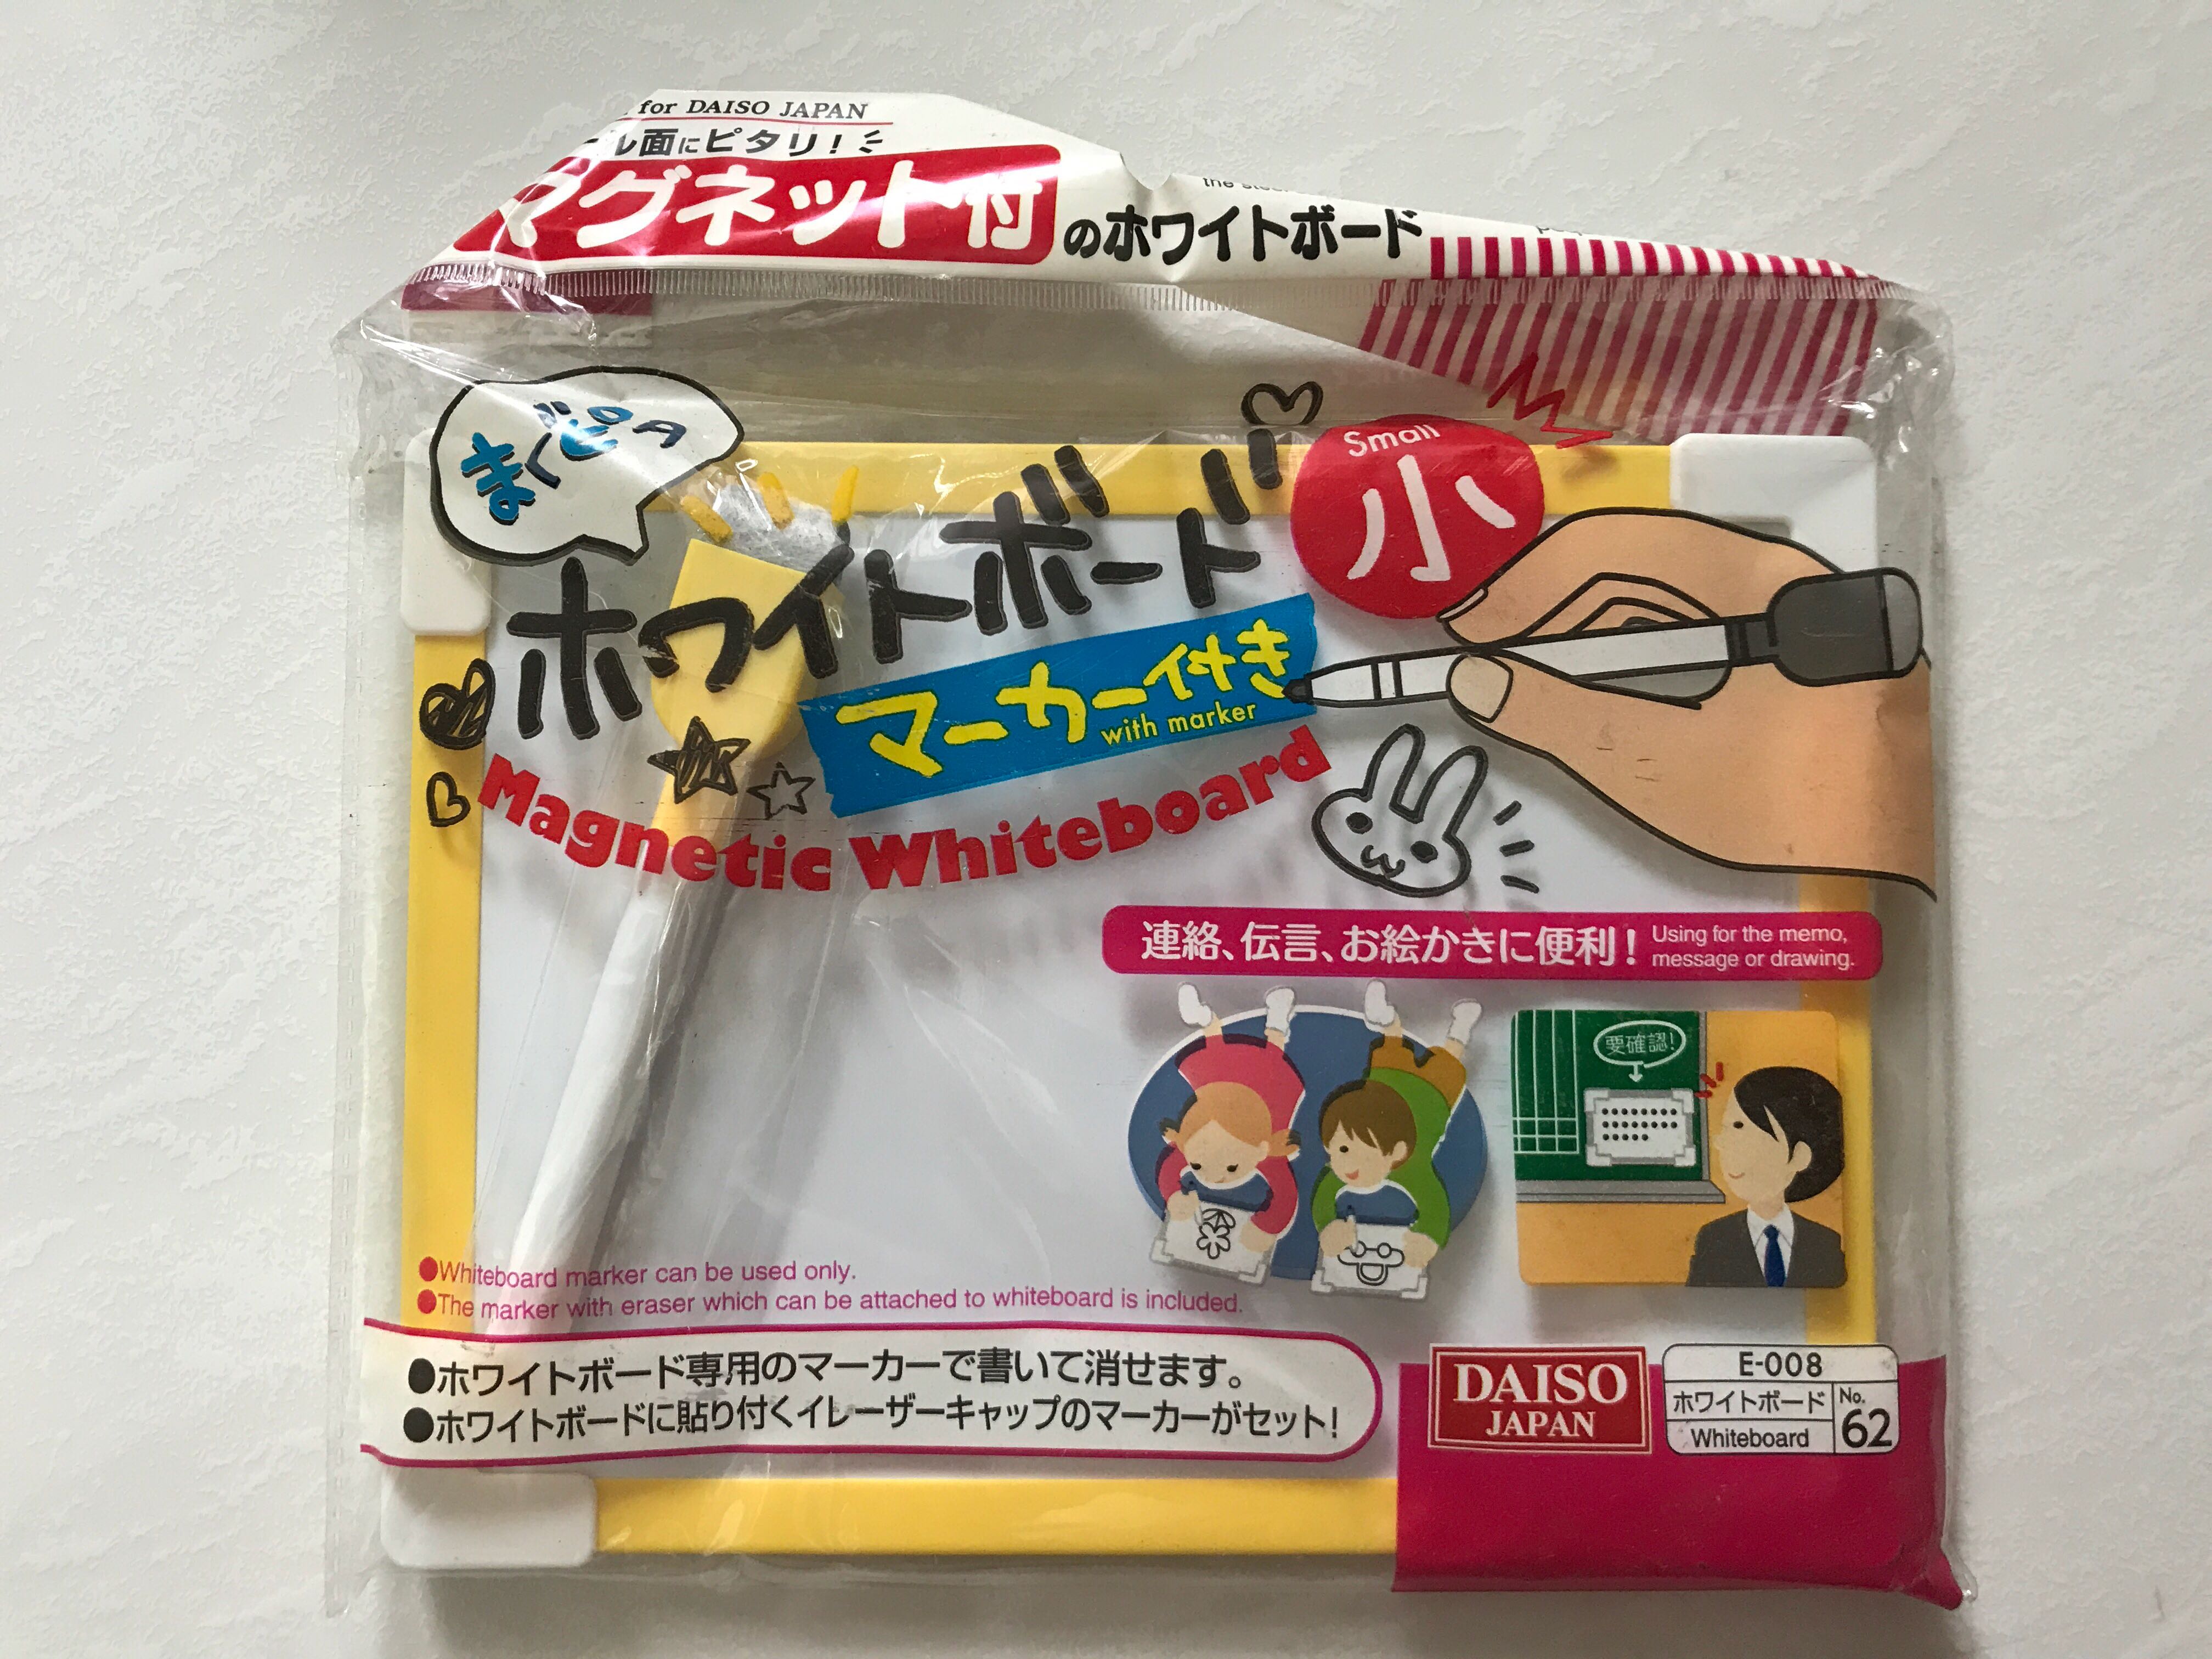 for DAISO JAPAN
ル面にピタリ!
マグネット付のホワイトボード
the
まぐピタ
ホワイトボード
Small
小
マーカー付き
with marker
Magnetic Whiteboard
連絡、伝言、お絵かきに便利!
Using for the memo,
message or drawing.
要確認!
●Whiteboard marker can be used only.
●The marker with eraser which can be attached to whiteboard is included.
●ホワイトボード専用のマーカーで書いて消せます。
●ホワイトボードに貼り付くイレーザーキャップのマーカーがセット!
DAISO
JAPAN
E-008
ホワイトボード
Whiteboard
No.
62